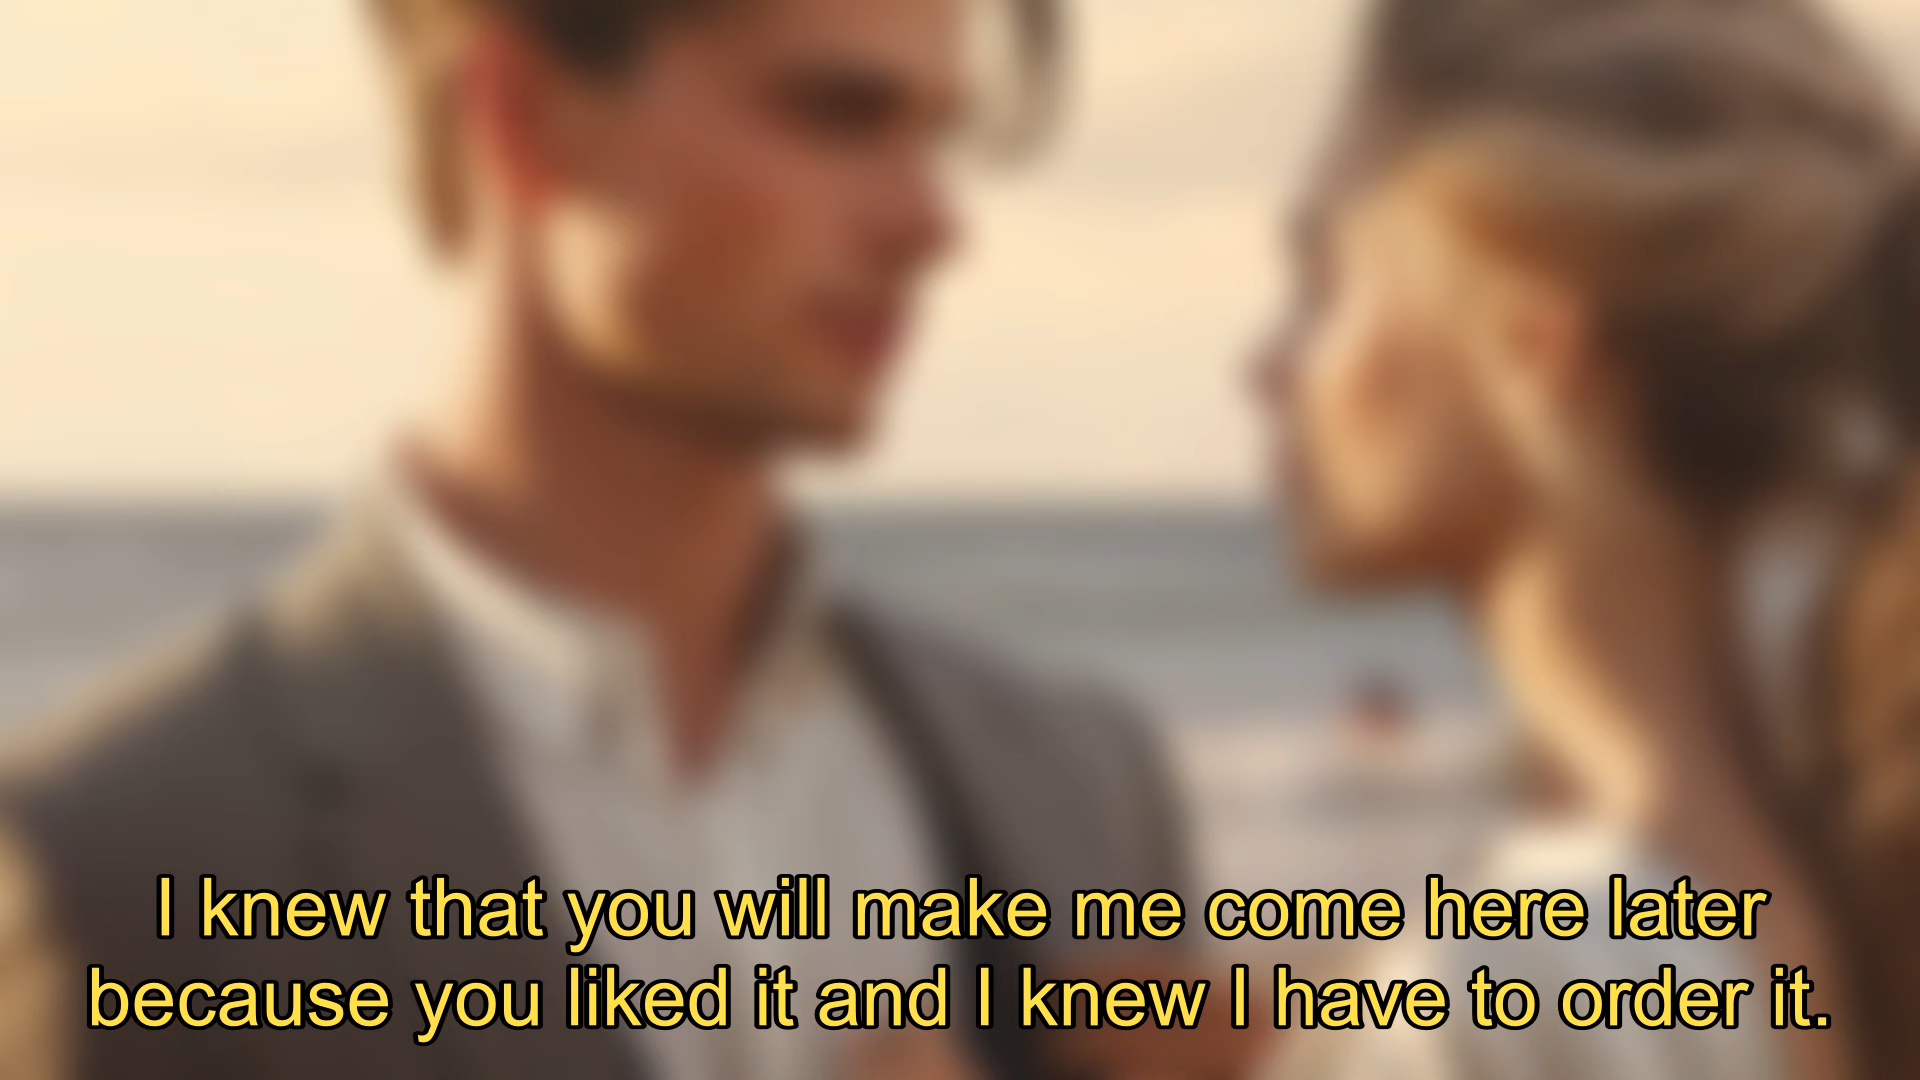 I knew that you will make me come here later
because you liked it and I knew I have to order it.